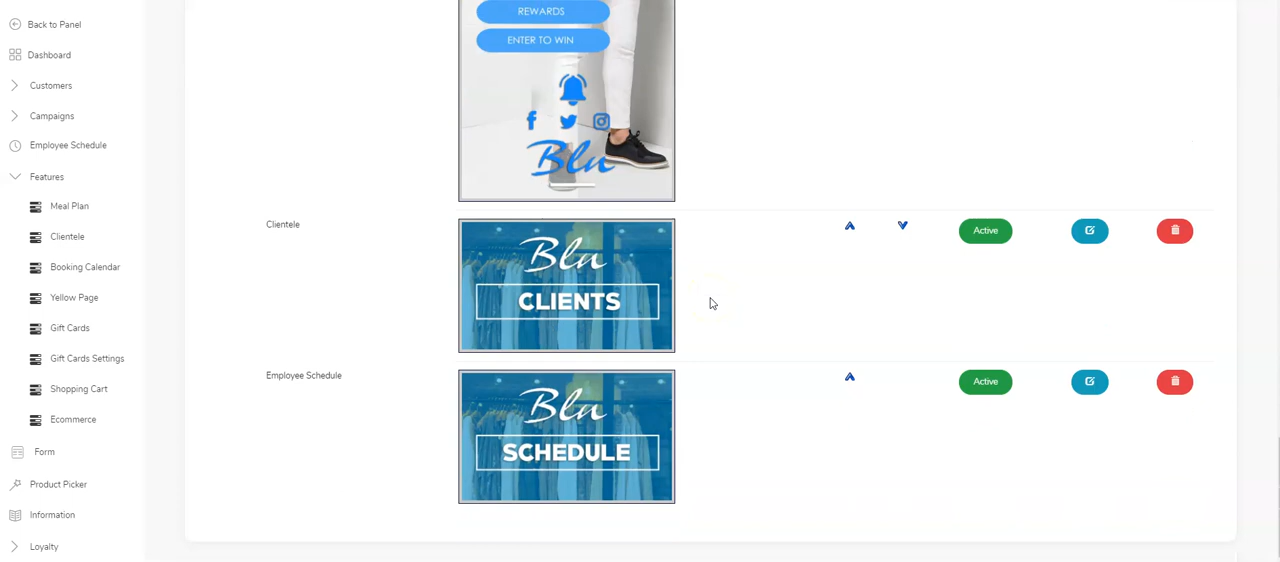 Back to Panel
Dashboard
Customers
Campaigns
Employee Schedule
Features
Meal Plan
Clientele
Booking Calendar
Yellow Page
Gift Cards
Gift Cards Settings
Shopping Cart
Ecommerce
Form
Product Picker
Information
Loyalty
REWARDS
ENTER TO WIN
Blu
Clientele
Blu
CLIENTS
Active
Employee Schedule
Blu
SCHEDULE
Active